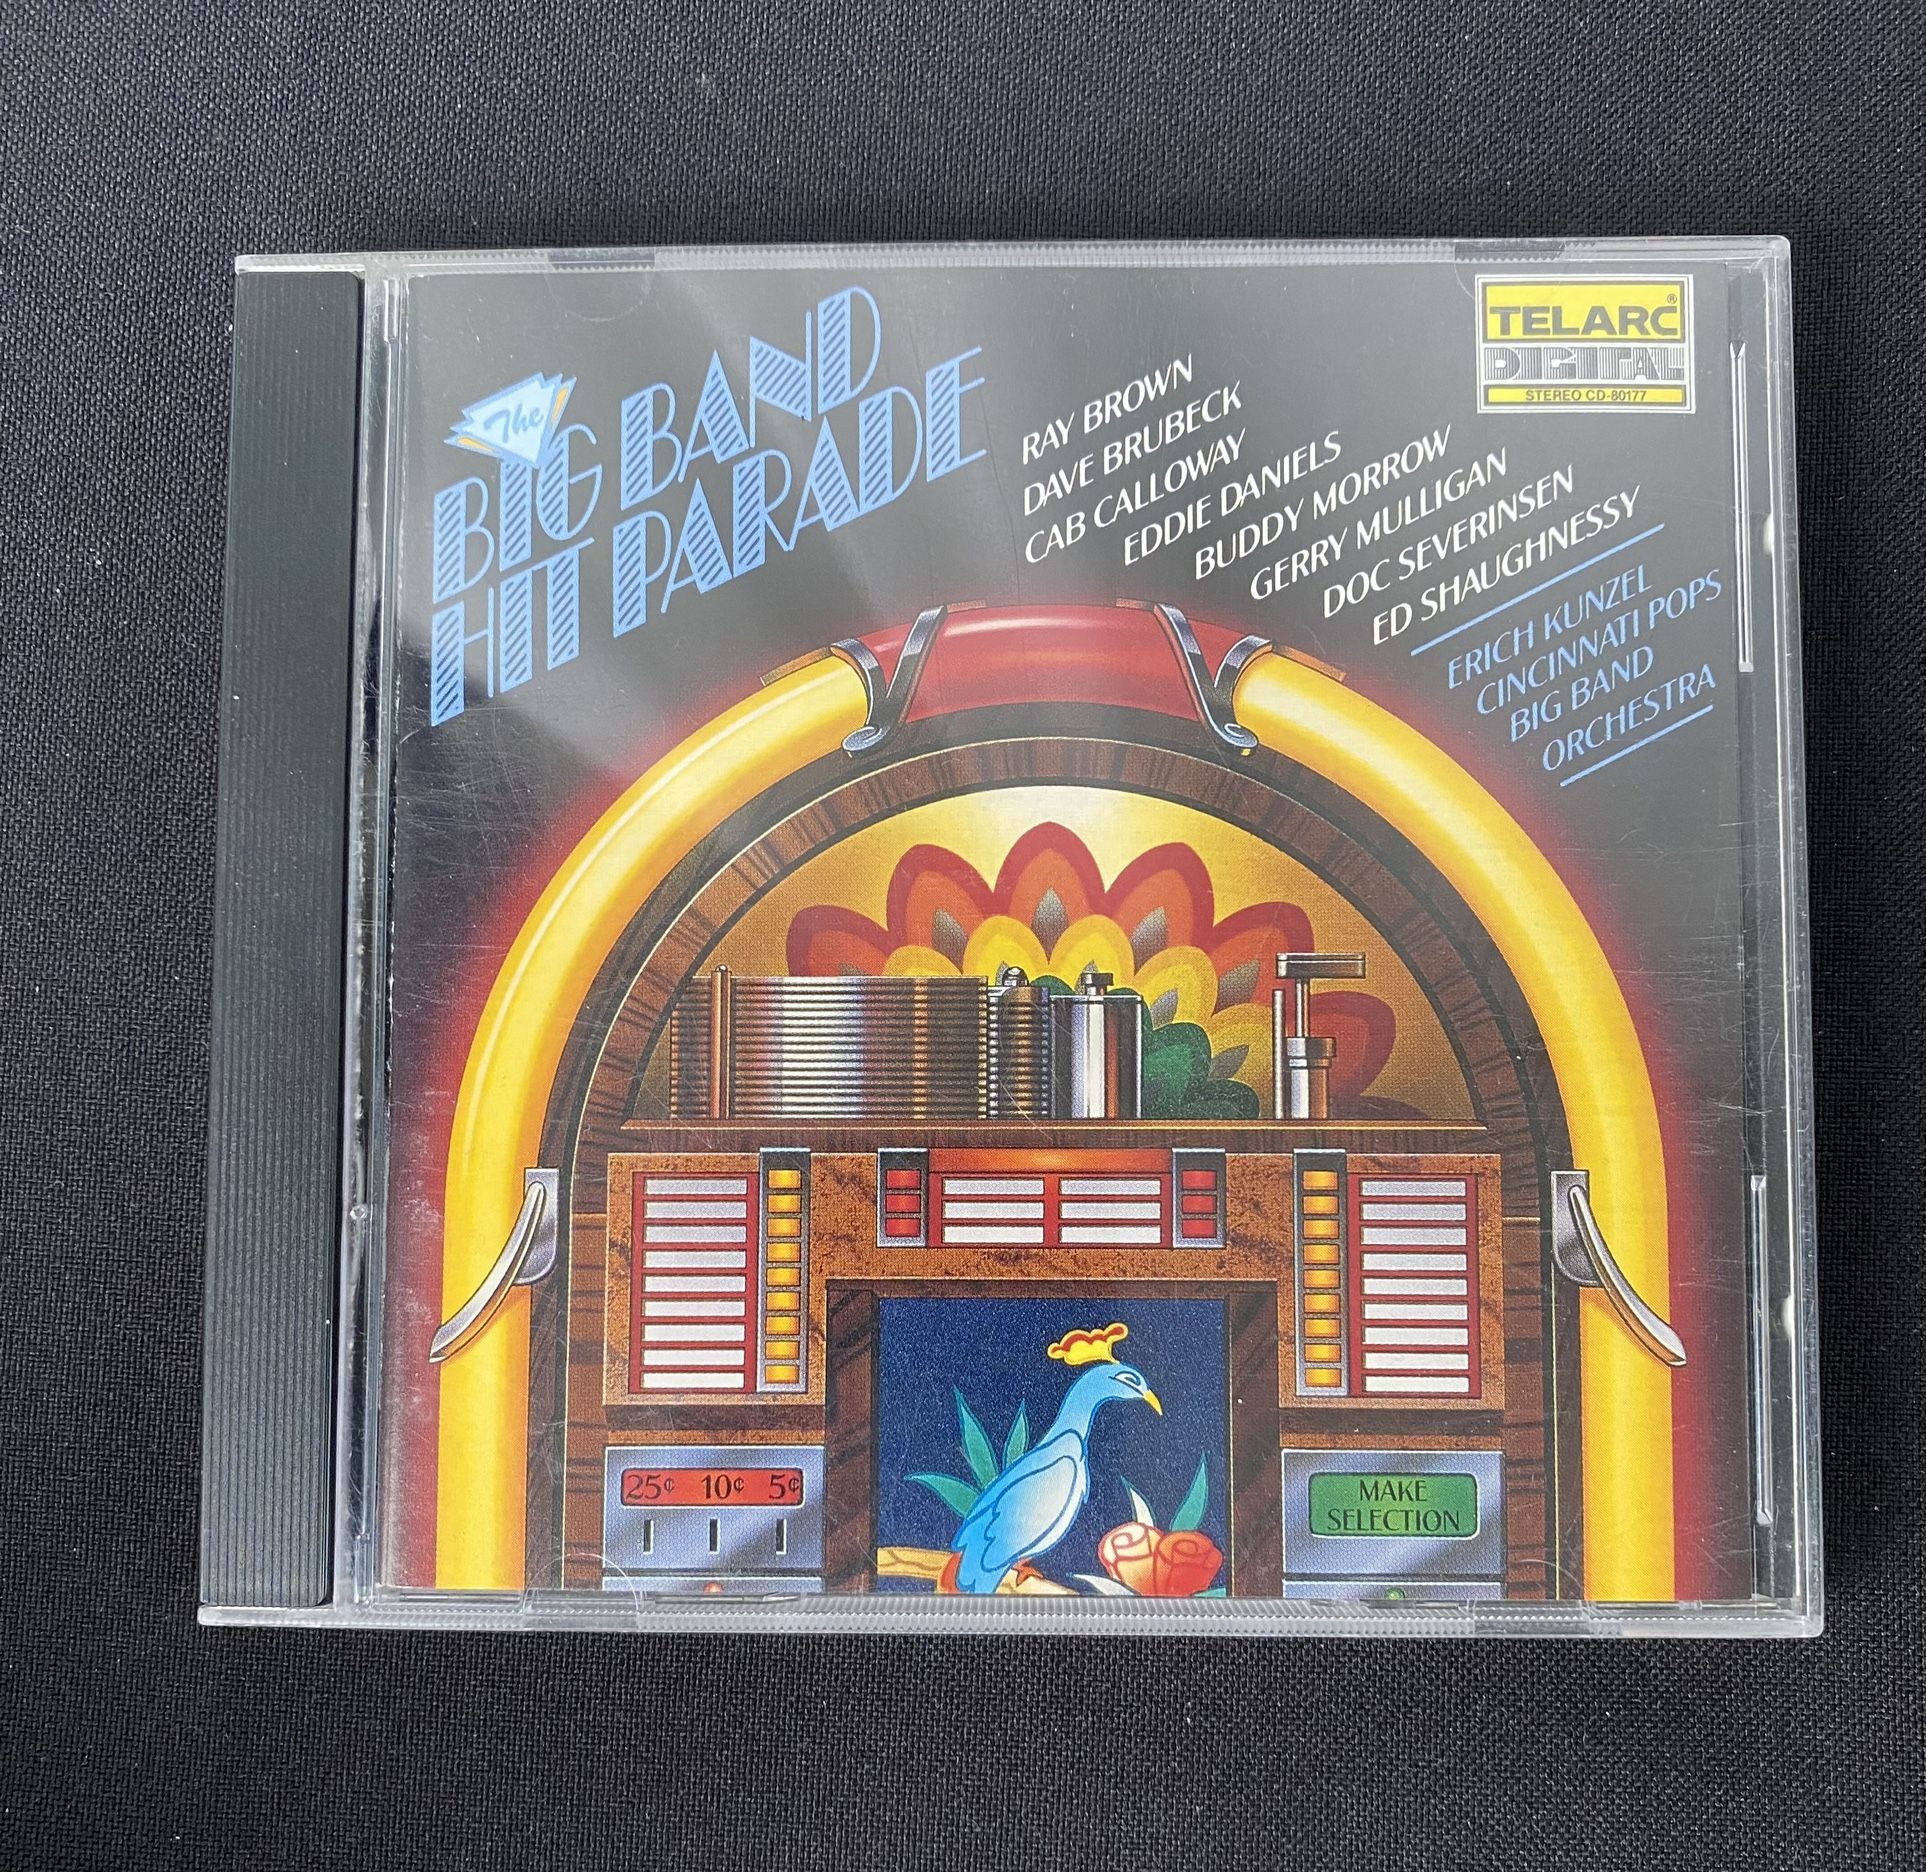 The
BIG BAND
HIT PARADE
RAY BROWN
DAVE BRUBECK
CAB CALLOWAY
EDDIE DANIELS
BUDDY MORROW
GERRY MULLIGAN
DOC SEVERINSEN
ED SHAUGHNESSY
ERICH KUNZEL
CINCINNATI POPS
BIG BAND
ORCHESTRA
TELARC®
DIGITAL
STEREO CD-80177
25¢ 10¢ 5¢
MAKE
SELECTION